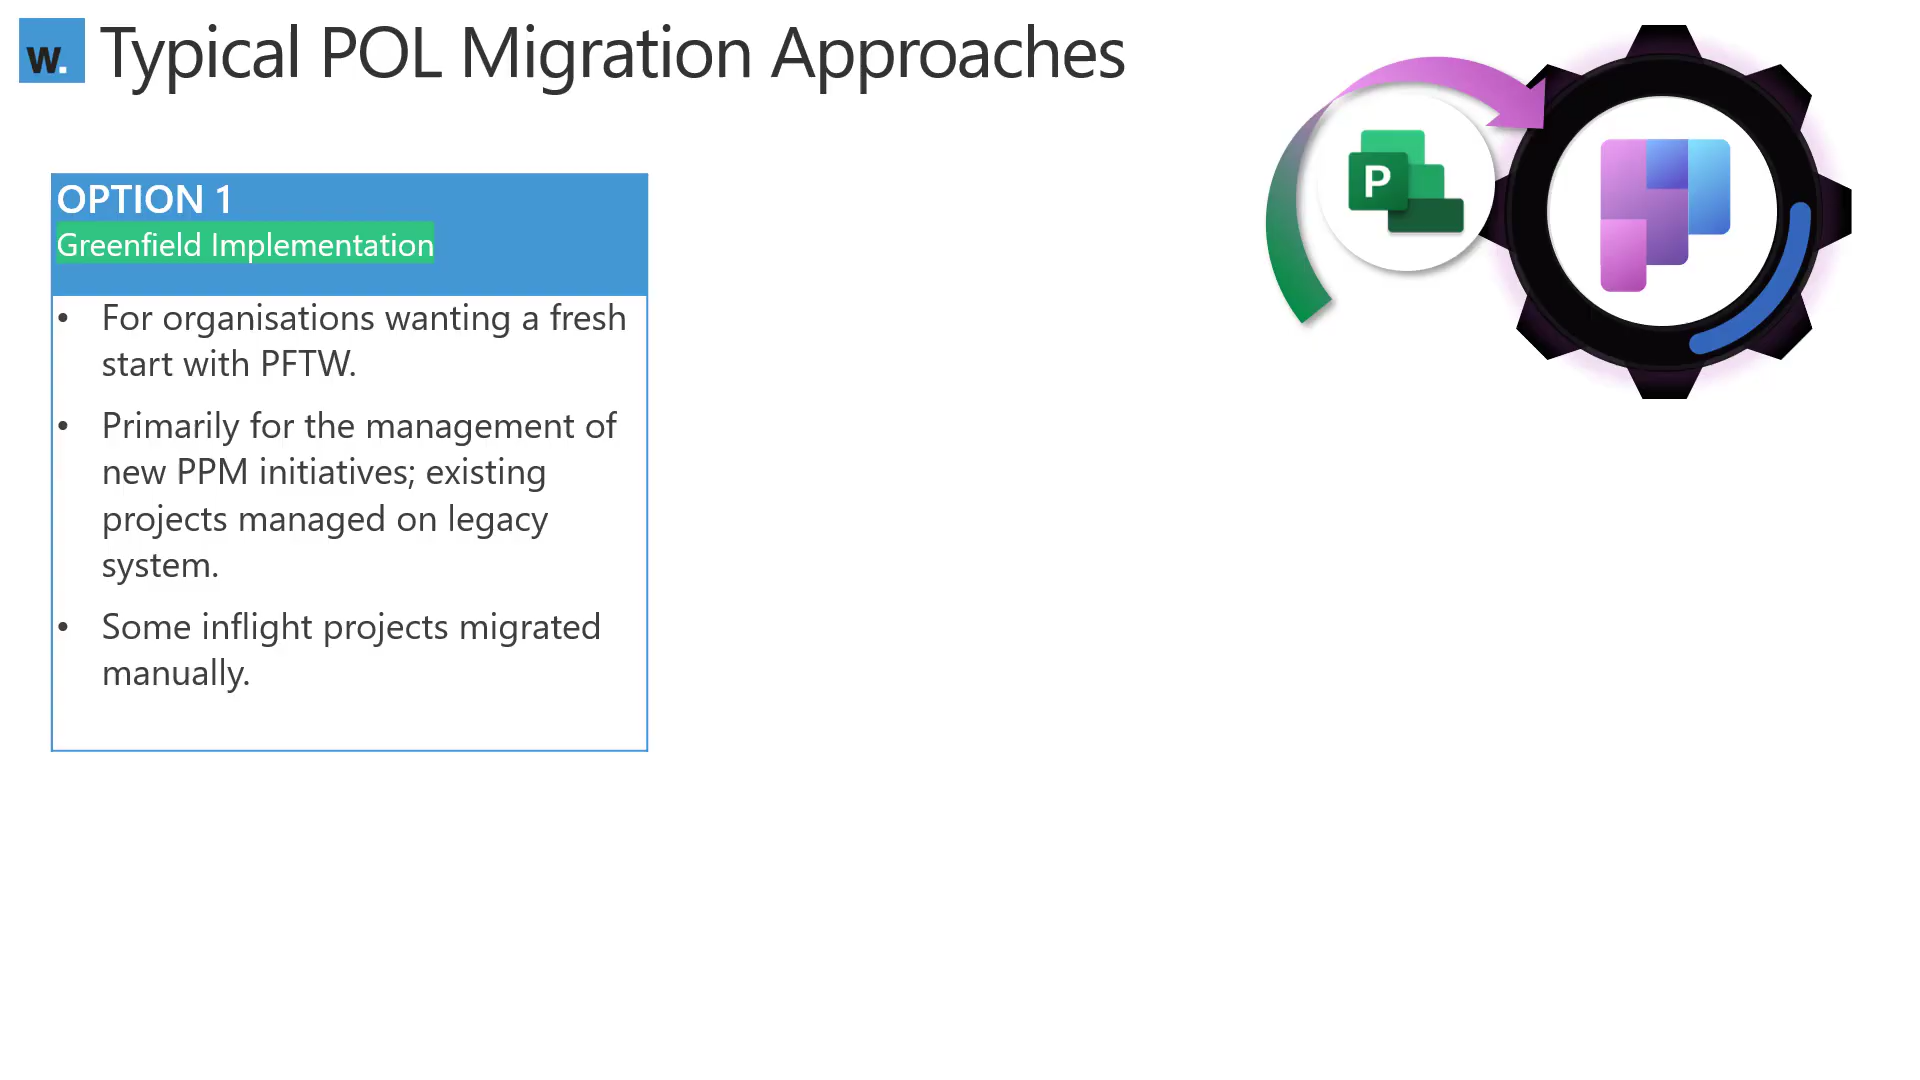 w.
Typical POL Migration Approaches
OPTION 1
Greenfield Implementation
• For organisations wanting a fresh
start with PFTW.
• Primarily for the management of
new PPM initiatives; existing
projects managed on legacy
system.
• Some inflight projects migrated
manually.
P